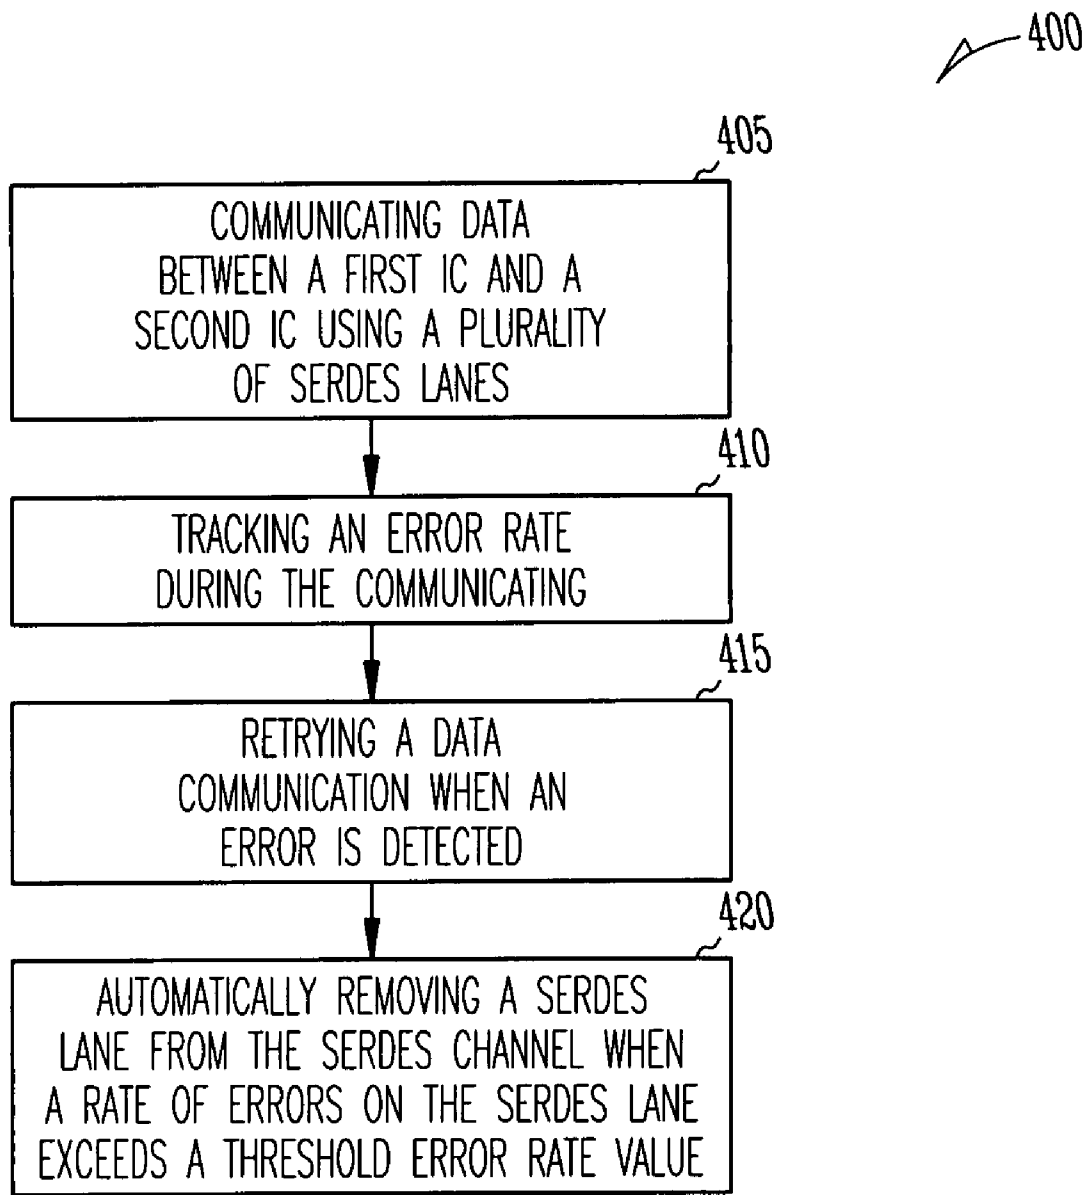 400
405
COMMUNICATING DATA
BETWEEN A FIRST IC AND A
SECOND IC USING A PLURALITY
OF SERDES LANES
410
TRACKING AN ERROR RATE
DURING THE COMMUNICATING
415
RETRYING A DATA
COMMUNICATION WHEN AN
ERROR IS DETECTED
420
AUTOMATICALLY REMOVING A SERDES
LANE FROM THE SERDES CHANNEL WHEN
A RATE OF ERRORS ON THE SERDES LANE
EXCEEDS A THRESHOLD ERROR RATE VALUE